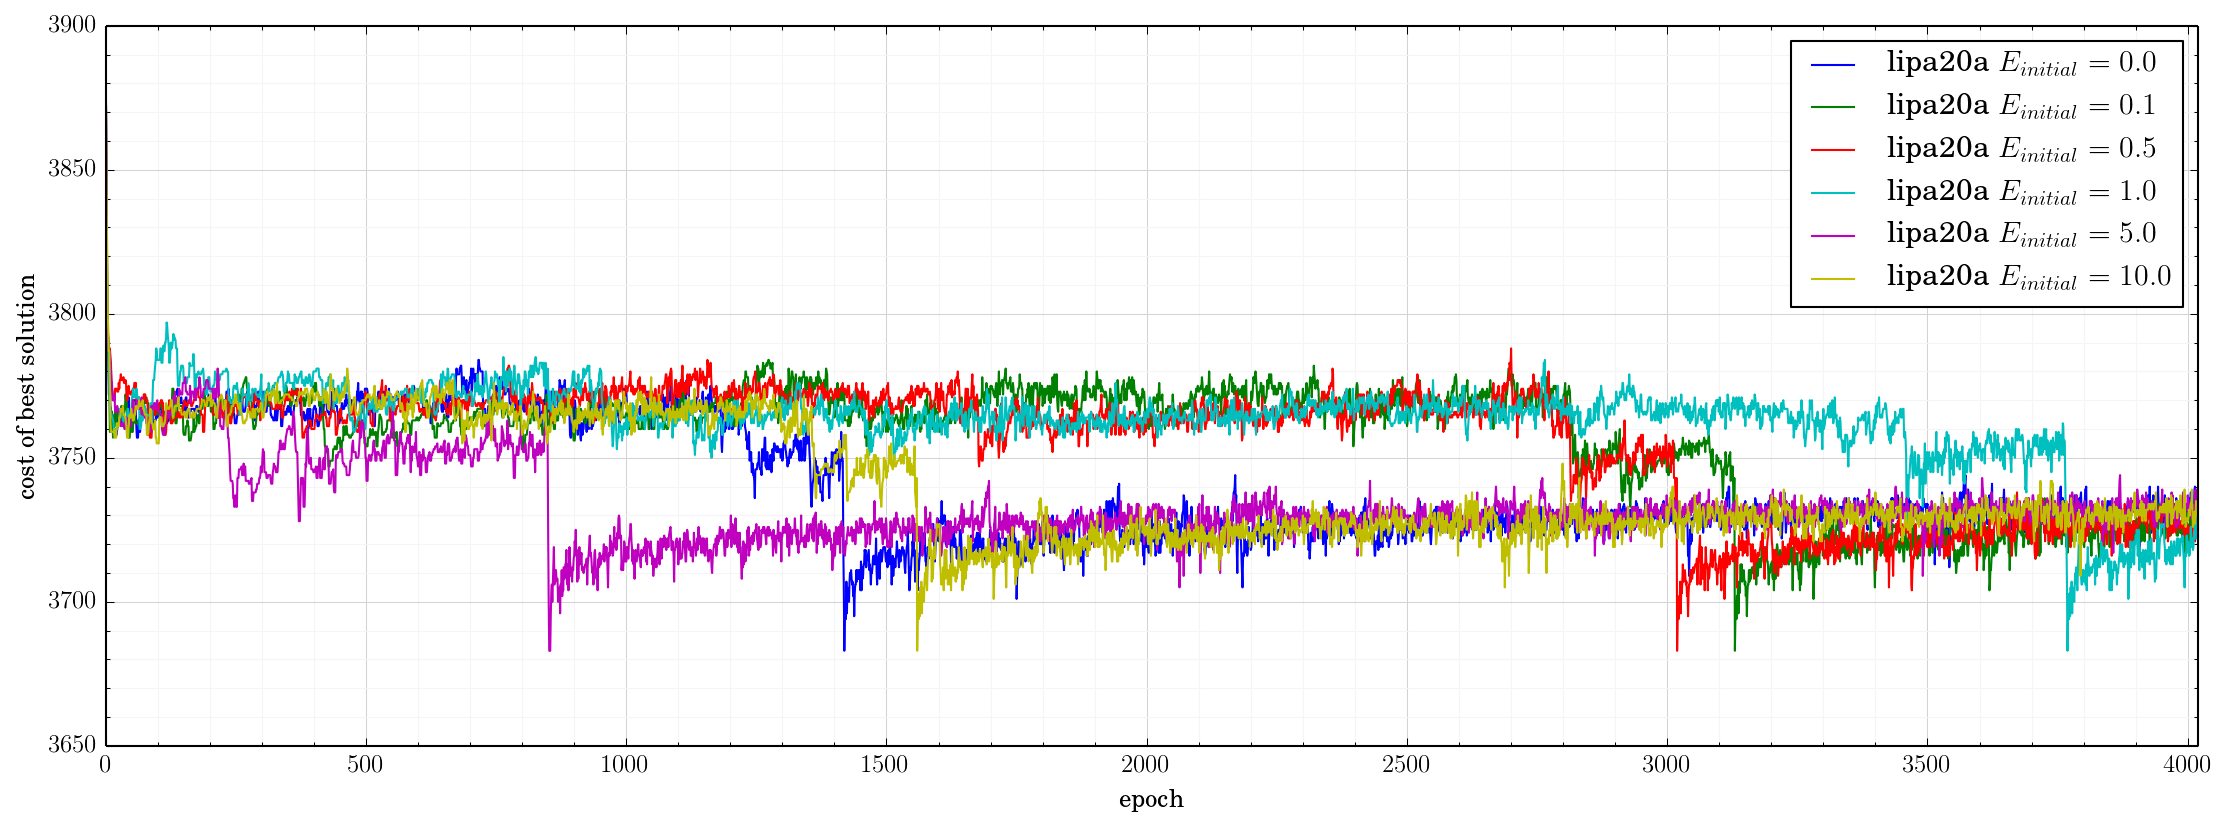 3900
3850
3800
3750
3700
3650
cost of best solution
lipa20a E_initial = 0.0
lipa20a E_initial = 0.1
lipa20a E_initial = 0.5
lipa20a E_initial = 1.0
lipa20a E_initial = 5.0
lipa20a E_initial = 10.0
0 500 1000 1500 2000 2500 3000 3500 4000
epoch